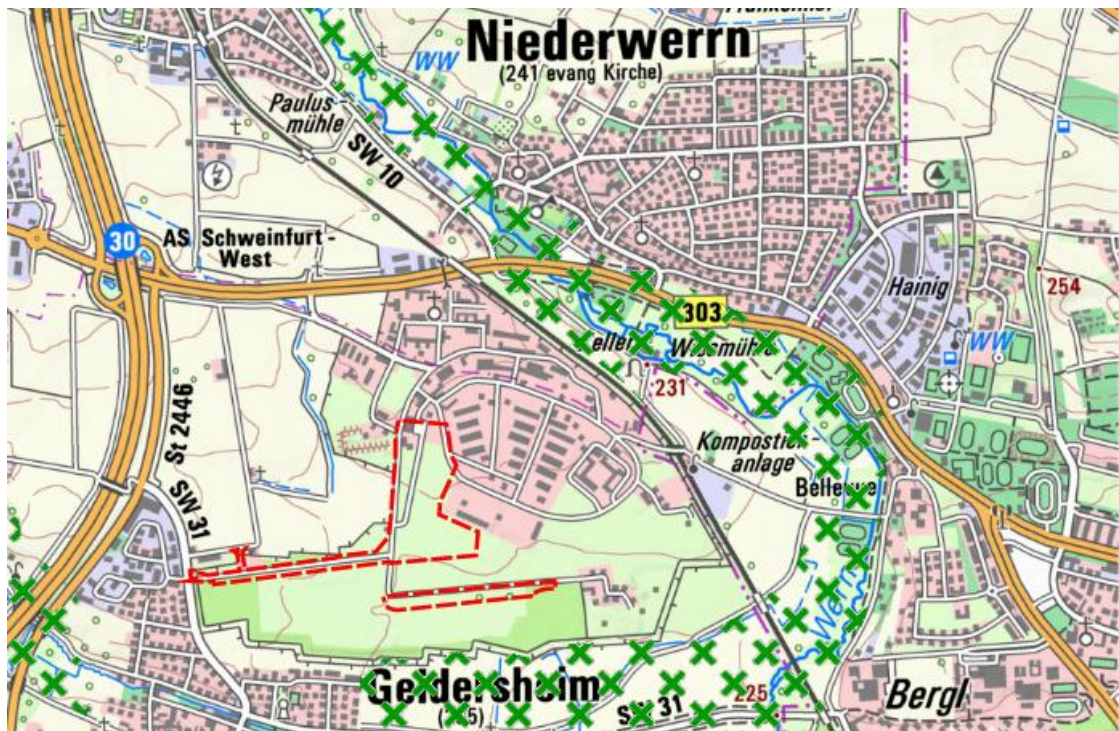 Niederwerrn
(241 evang Kirche)
WW
Paulus-
mühle
SW 10
30
AS Schweinfurt -
West
Hainig
254
303
WW
St 2446
231
Kompostier-
anlage
Bellevue
SW 31
Werrn
Geldersheim
SW 31
225
Bergl